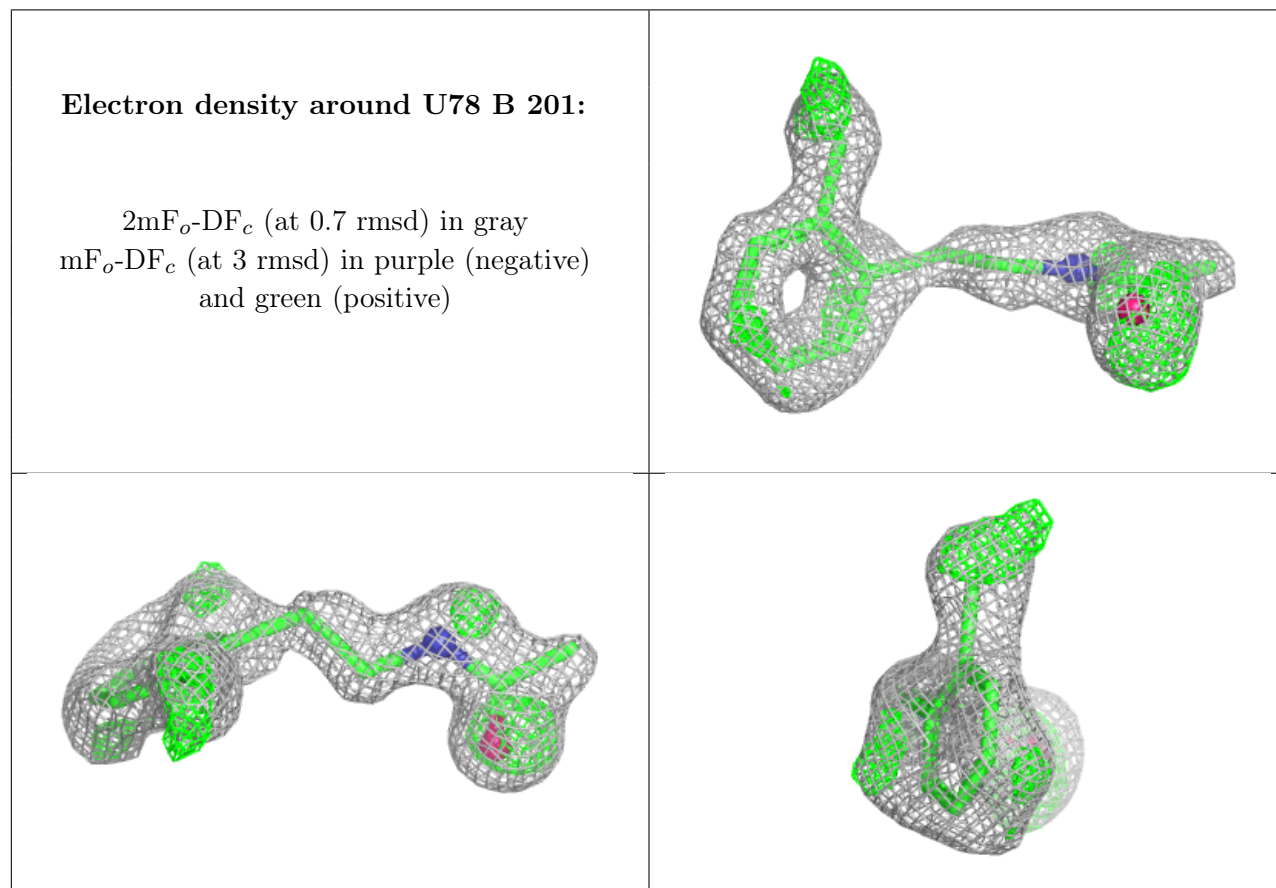 Electron density around U78 B 201:
2mFo-DFc (at 0.7 rmsd) in gray
mFo-DFc (at 3 rmsd) in purple (negative)
and green (positive)